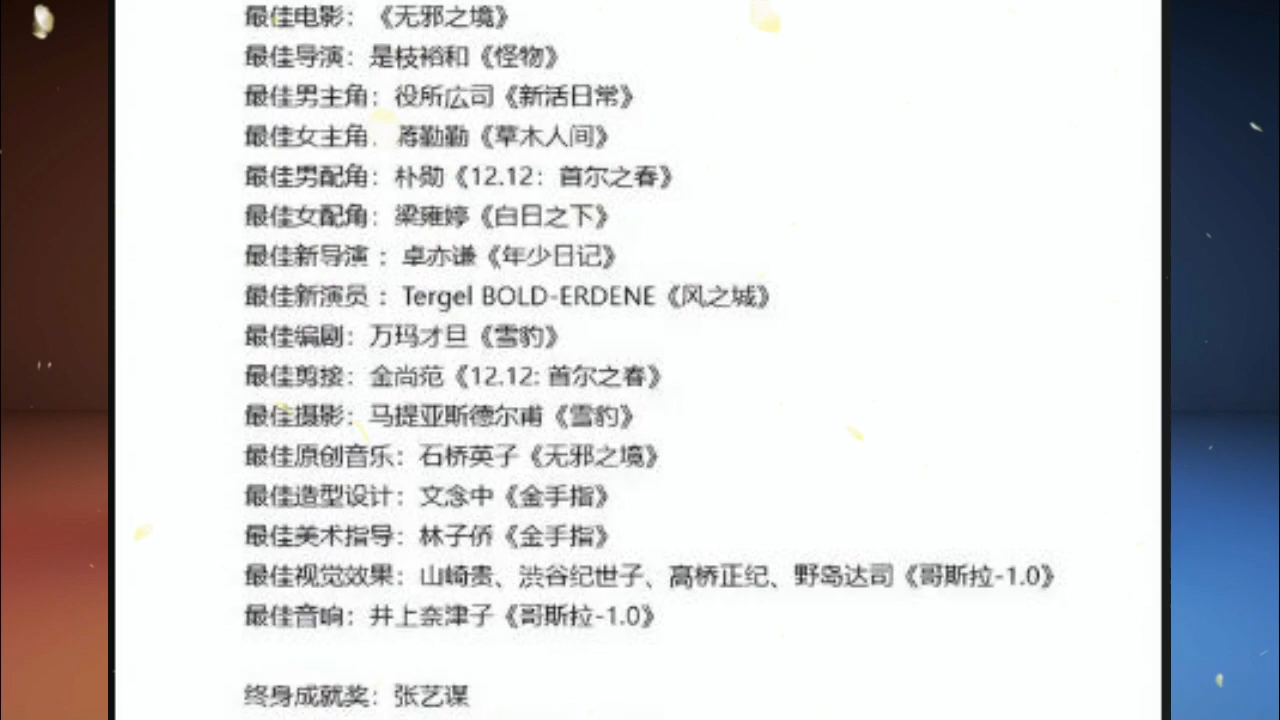 最佳电影：《无邪之境》
最佳导演：是枝裕和《怪物》
最佳男主角：役所広司《新活日常》
最佳女主角：蒋勤勤《草木人间》
最佳男配角：朴勋《12.12：首尔之春》
最佳女配角：梁雍婷《白日之下》
最佳新导演：卓亦谦《年少日记》
最佳新演员：Tergel BOLD-ERDENE《风之城》
最佳编剧：万玛才旦《雪豹》
最佳剪接：金尚范《12.12: 首尔之春》
最佳摄影：马提亚斯德尔甫《雪豹》
最佳原创音乐：石桥英子《无邪之境》
最佳造型设计：文念中《金手指》
最佳美术指导：林子侨《金手指》
最佳视觉效果：山崎贵、渋谷纪世子、高桥正纪、野岛达司《哥斯拉-1.0》
最佳音响：井上奈津子《哥斯拉-1.0》
终身成就奖：张艺谋